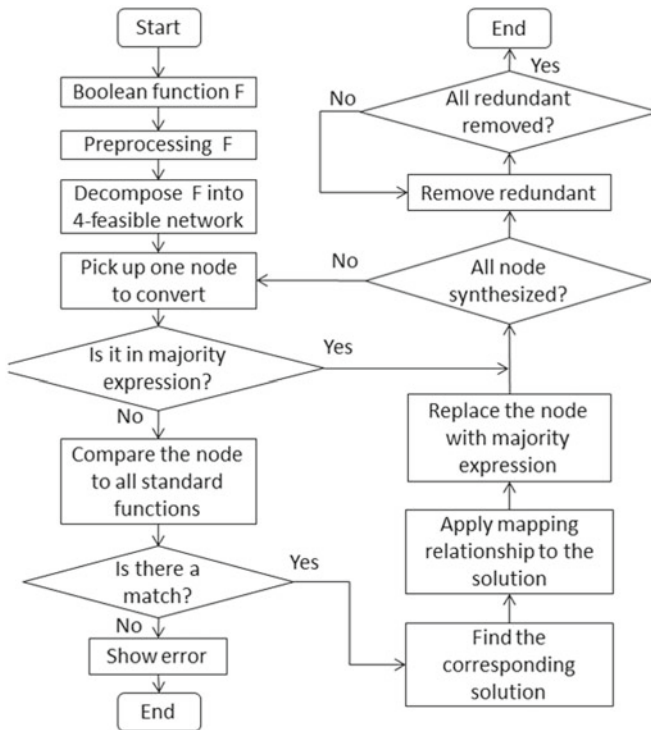 Start
Boolean function F
Preprocessing F
Decompose F into
4-feasible network
Pick up one node
to convert
Is it in majority
expression?
Yes
No
Compare the node
to all standard
functions
Is there a
match?
Yes
No
Show error
End
Find the
corresponding
solution
Apply mapping
relationship to the
solution
Replace the node
with majority
expression
All node
synthesized?
No
Remove redundant
All redundant
removed?
No
Yes
End